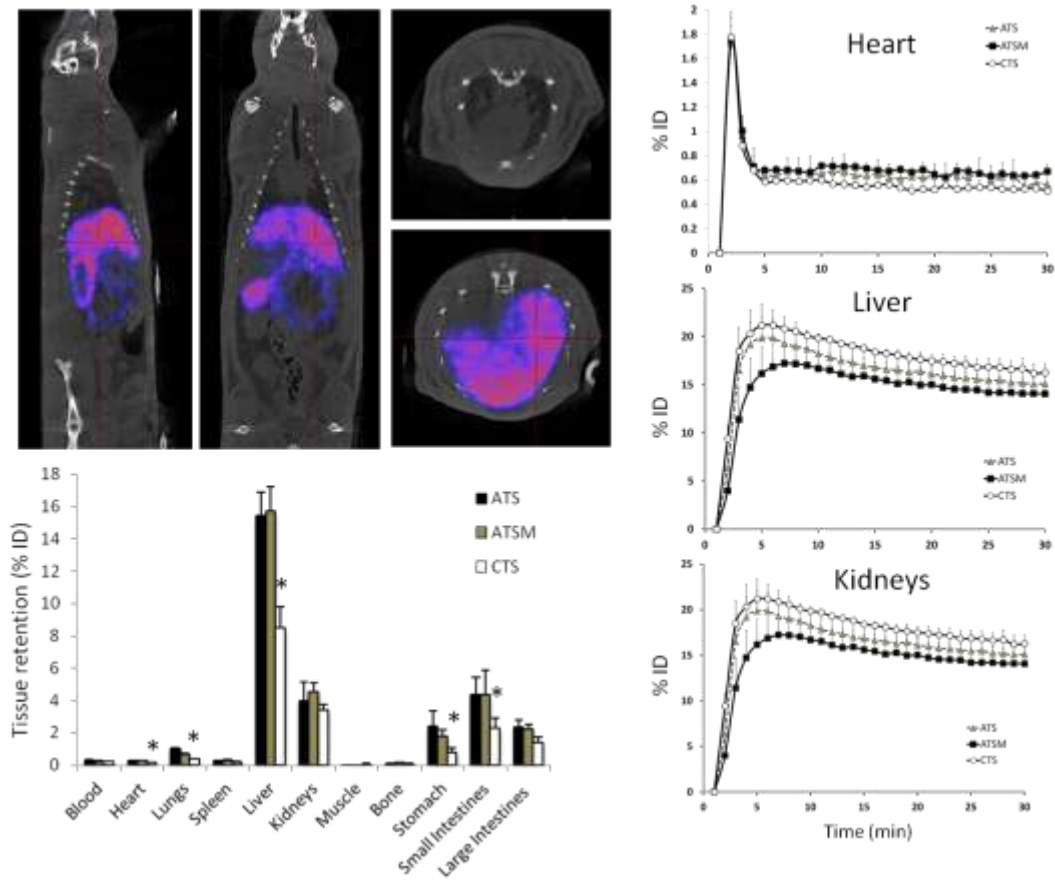 Heart
% ID
2
1.8
1.6
1.4
1.2
1
0.8
0.6
0.4
0.2
0
0 5 10 15 20 25 30
ATS
ATSM
CTS
Liver
% ID
25
20
15
10
5
0
0 5 10 15 20 25 30
ATS
ATSM
CTS
Kidneys
% ID
25
20
15
10
5
0
0 5 10 15 20 25 30
ATS
ATSM
CTS
Time (min)
Tissue retention (% ID)
18
16
14
12
10
8
6
4
2
0
ATS
ATSM
CTS
* * * * *
Blood
Heart
Lungs
Spleen
Liver
Kidneys
Muscle
Bone
Stomach
Small Intestines
Large Intestines